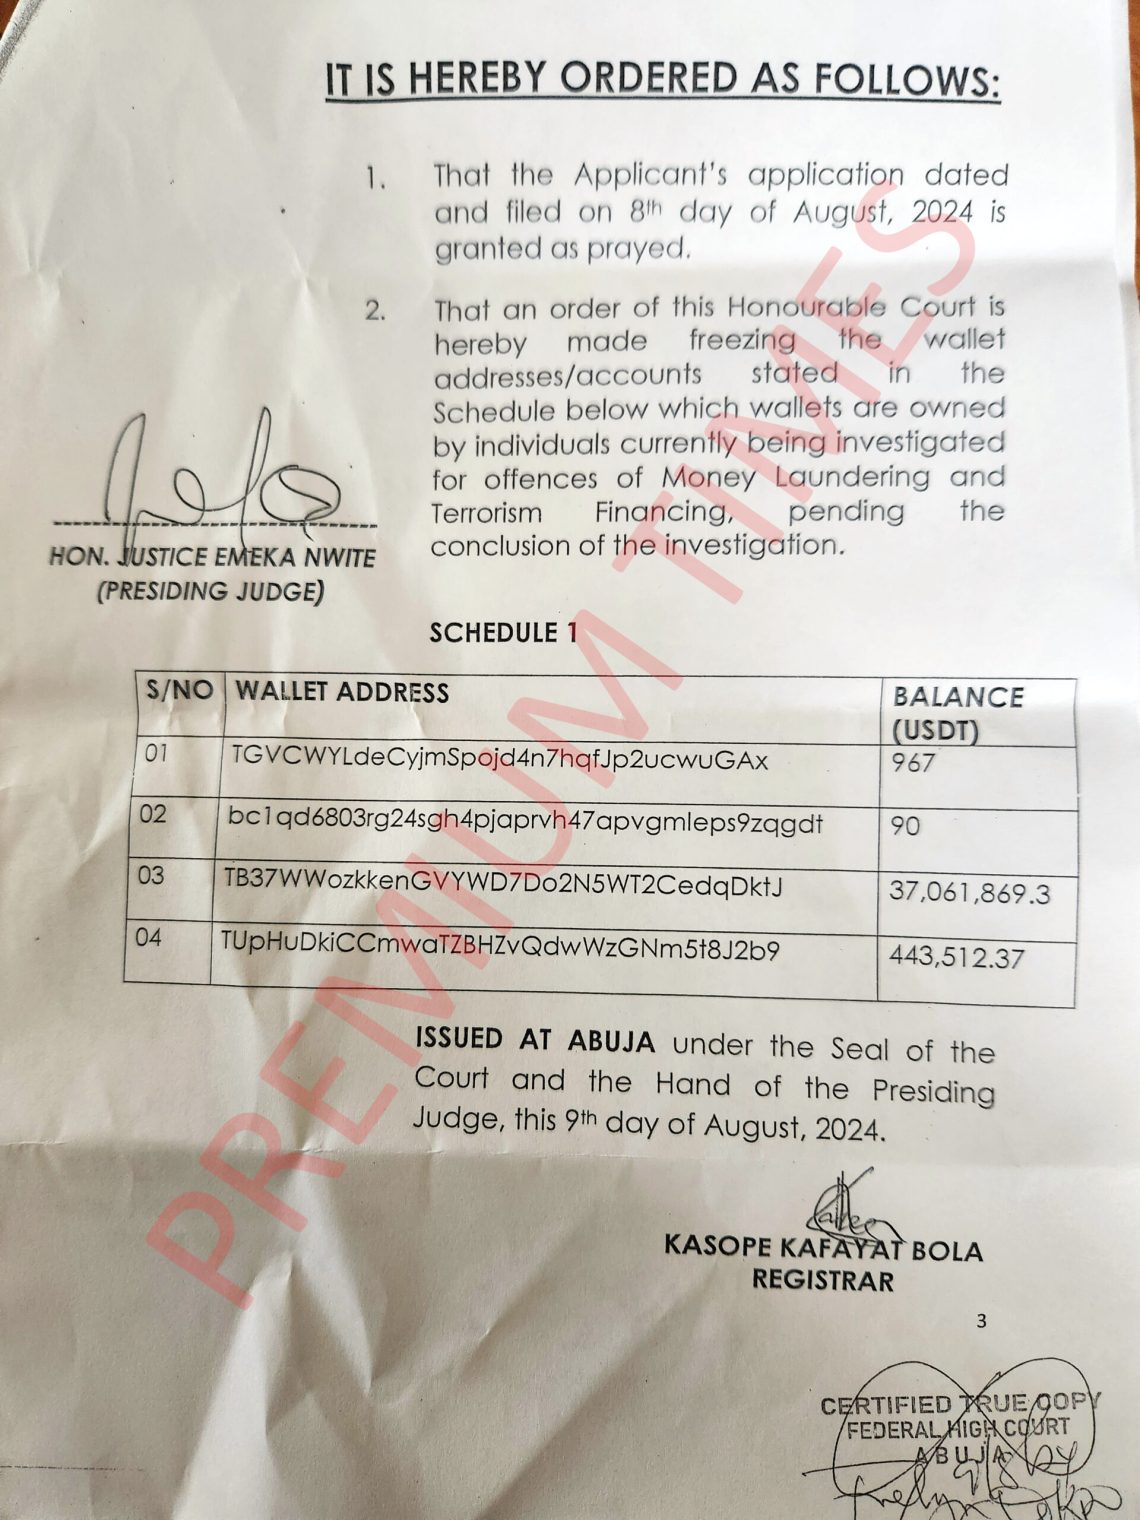 IT IS HEREBY ORDERED AS FOLLOWS:
1. That the Applicant's application dated
and filed on 8th day of August, 2024 is
granted as prayed.
2. That an order of this Honourable Court is
hereby made freezing the wallet
addresses/accounts stated in the
Schedule below which wallets are owned
by individuals currently being investigated
for offences of Money Laundering and
Terrorism Financing, pending the
conclusion of the investigation.
HON. JUSTICE EMEKA NWITE
(PRESIDING JUDGE)
SCHEDULE 1
S/NO WALLET ADDRESS BALANCE
(USDT)
01 TGVCWYLdeCyjmSpojd4n7hqfJp2ucwuGAx 967
02 bc1qd6803rg24sgh4pjaprvh47apvgmleps9zqgdt 90
03 TB37WWozkkenGVYWD7Do2N5WT2CedqDktJ 37,061,869.3
04 TUpHuDkiCCmwaTZBHZvQdwWzGNm5t8J2b9 443,512.37
ISSUED AT ABUJA under the Seal of the
Court and the Hand of the Presiding
Judge, this 9th day of August, 2024.
KASOPE KAFAYAT BOLA
REGISTRAR
3
CERTIFIED TRUE COPY
FEDERAL HIGH COURT
ABUJA
PREMIUM TIMES